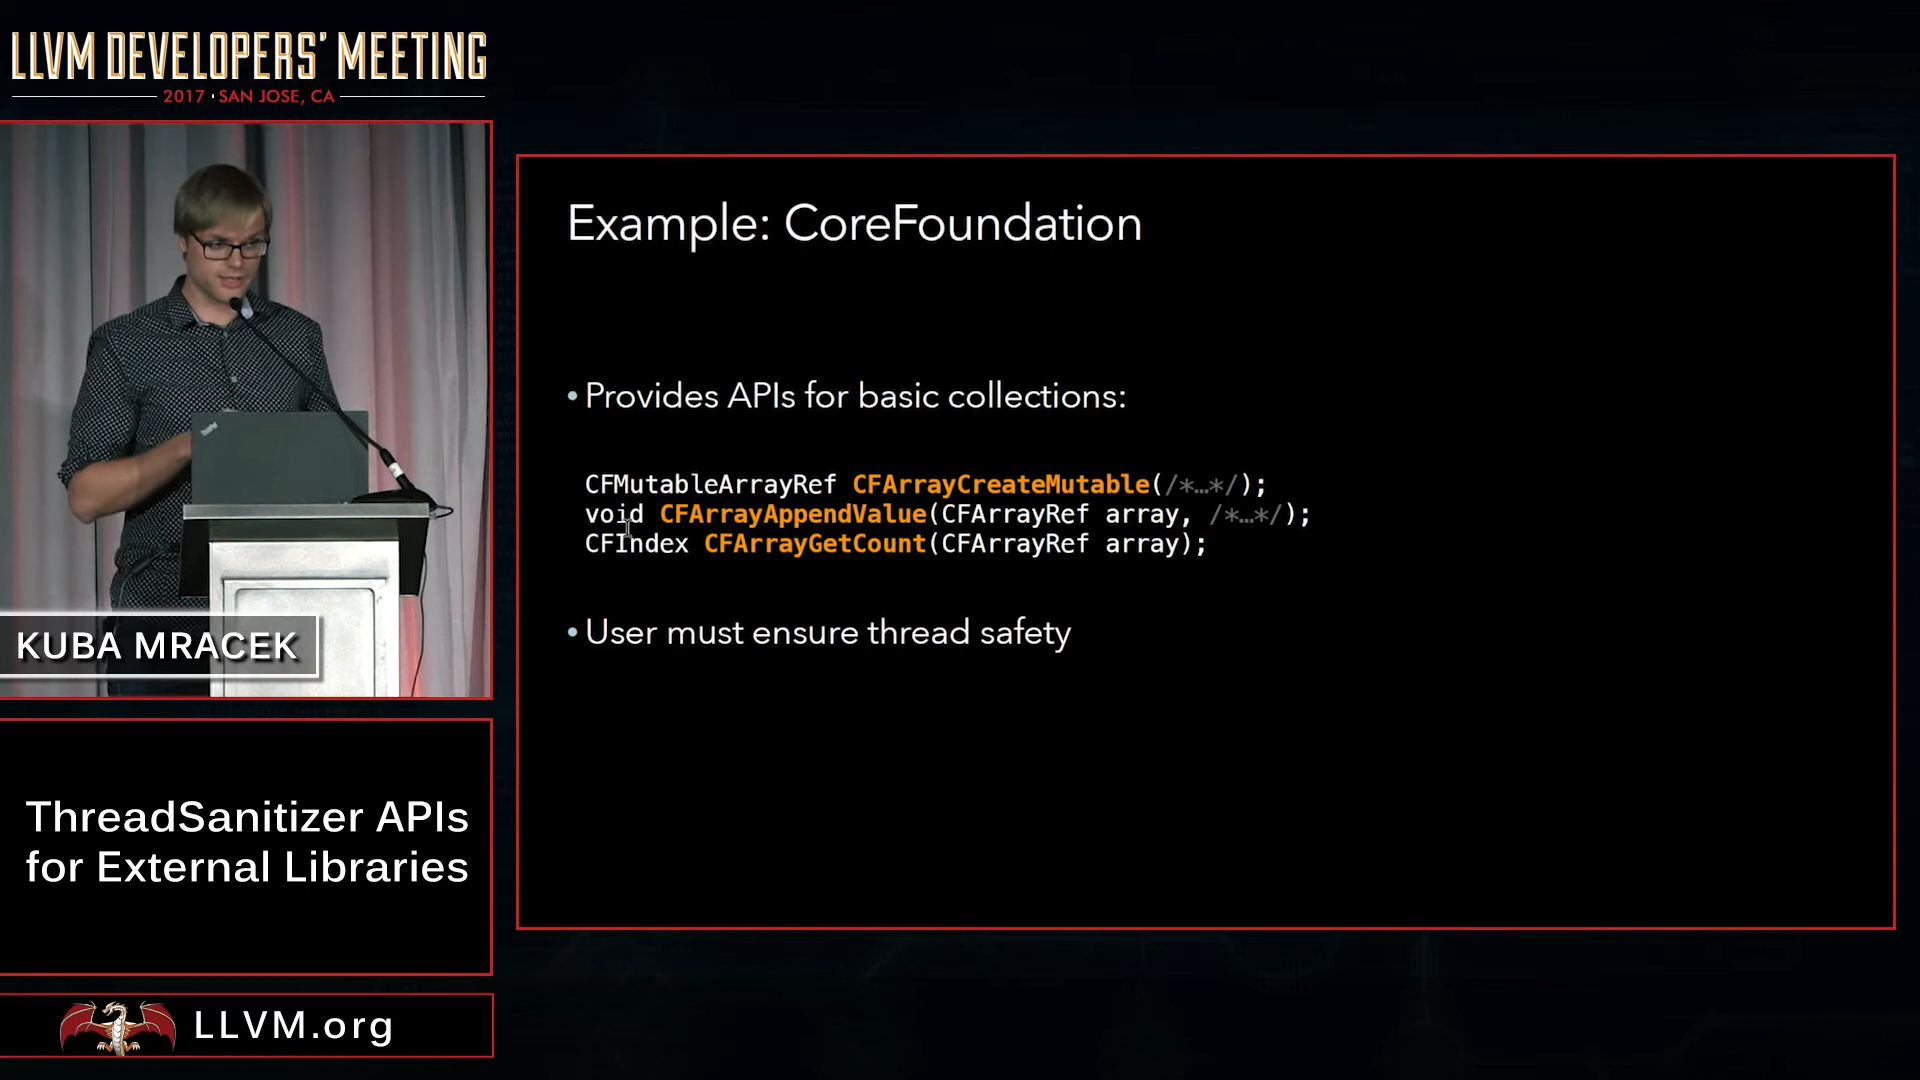 LLVM DEVELOPERS' MEETING
2017 · SAN JOSE, CA
Example: CoreFoundation
• Provides APIs for basic collections:
CFMutableArrayRef CFArrayCreateMutable(/*…*/);
void CFArrayAppendValue(CFArrayRef array, /*…*/);
CFIndex CFArrayGetCount(CFArrayRef array);
• User must ensure thread safety
ThinkPad
KUBA MRACEK
ThreadSanitizer APIs
for External Libraries
LLVM.org